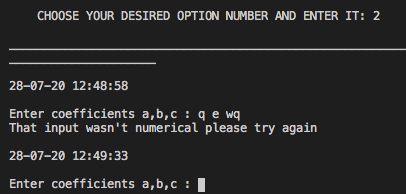 CHOOSE YOUR DESIRED OPTION NUMBER AND ENTER IT: 2
28-07-20 12:48:58
Enter coefficients a,b,c : q e wq
That input wasn't numerical please try again
28-07-20 12:49:33
Enter coefficients a,b,c :